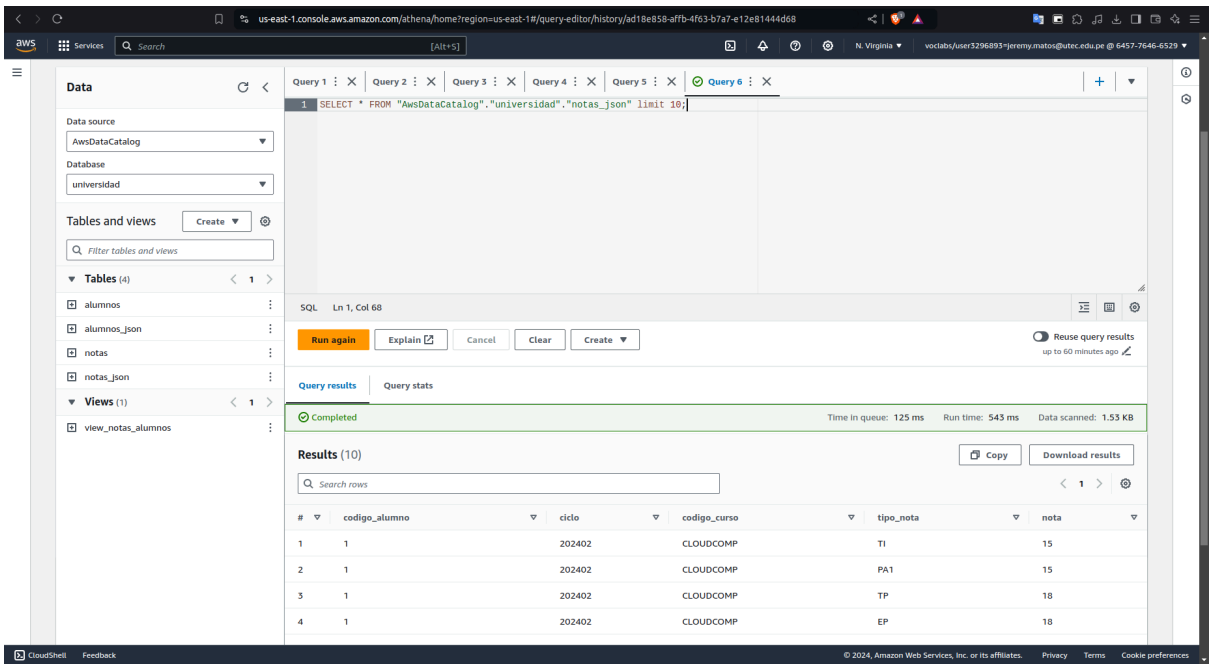 us-east-1.console.aws.amazon.com/athena/home?region=us-east-1#/query-editor/history/ad18e858-affb-4f63-b7a7-e12e81444d68
aws Services Search [Alt+S] N. Virginia voclabs/user3296893=jeremy.matos@utec.edu.pe @ 6457-7646-6529
Data
Data source
AwsDataCatalog
Database
universidad
Tables and views Create
Filter tables and views
Tables (4) 1
alumnos
alumnos_json
notas
notas_json
Views (1) 1
view_notas_alumnos
Query 1 Query 2 Query 3 Query 4 Query 5 Query 6
1 SELECT * FROM "AwsDataCatalog"."universidad"."notas_json" limit 10;
SQL Ln 1, Col 68
Run again Explain Cancel Clear Create Reuse query results
up to 60 minutes ago
Query results Query stats
Completed Time in queue: 125 ms Run time: 543 ms Data scanned: 1.53 KB
Results (10) Copy Download results
Search rows 1
# codigo_alumno ciclo codigo_curso tipo_nota nota
1 1 202402 CLOUDCOMP TI 15
2 1 202402 CLOUDCOMP PA1 15
3 1 202402 CLOUDCOMP TP 18
4 1 202402 CLOUDCOMP EP 18
CloudShell Feedback © 2024, Amazon Web Services, Inc. or its affiliates. Privacy Terms Cookie preferences